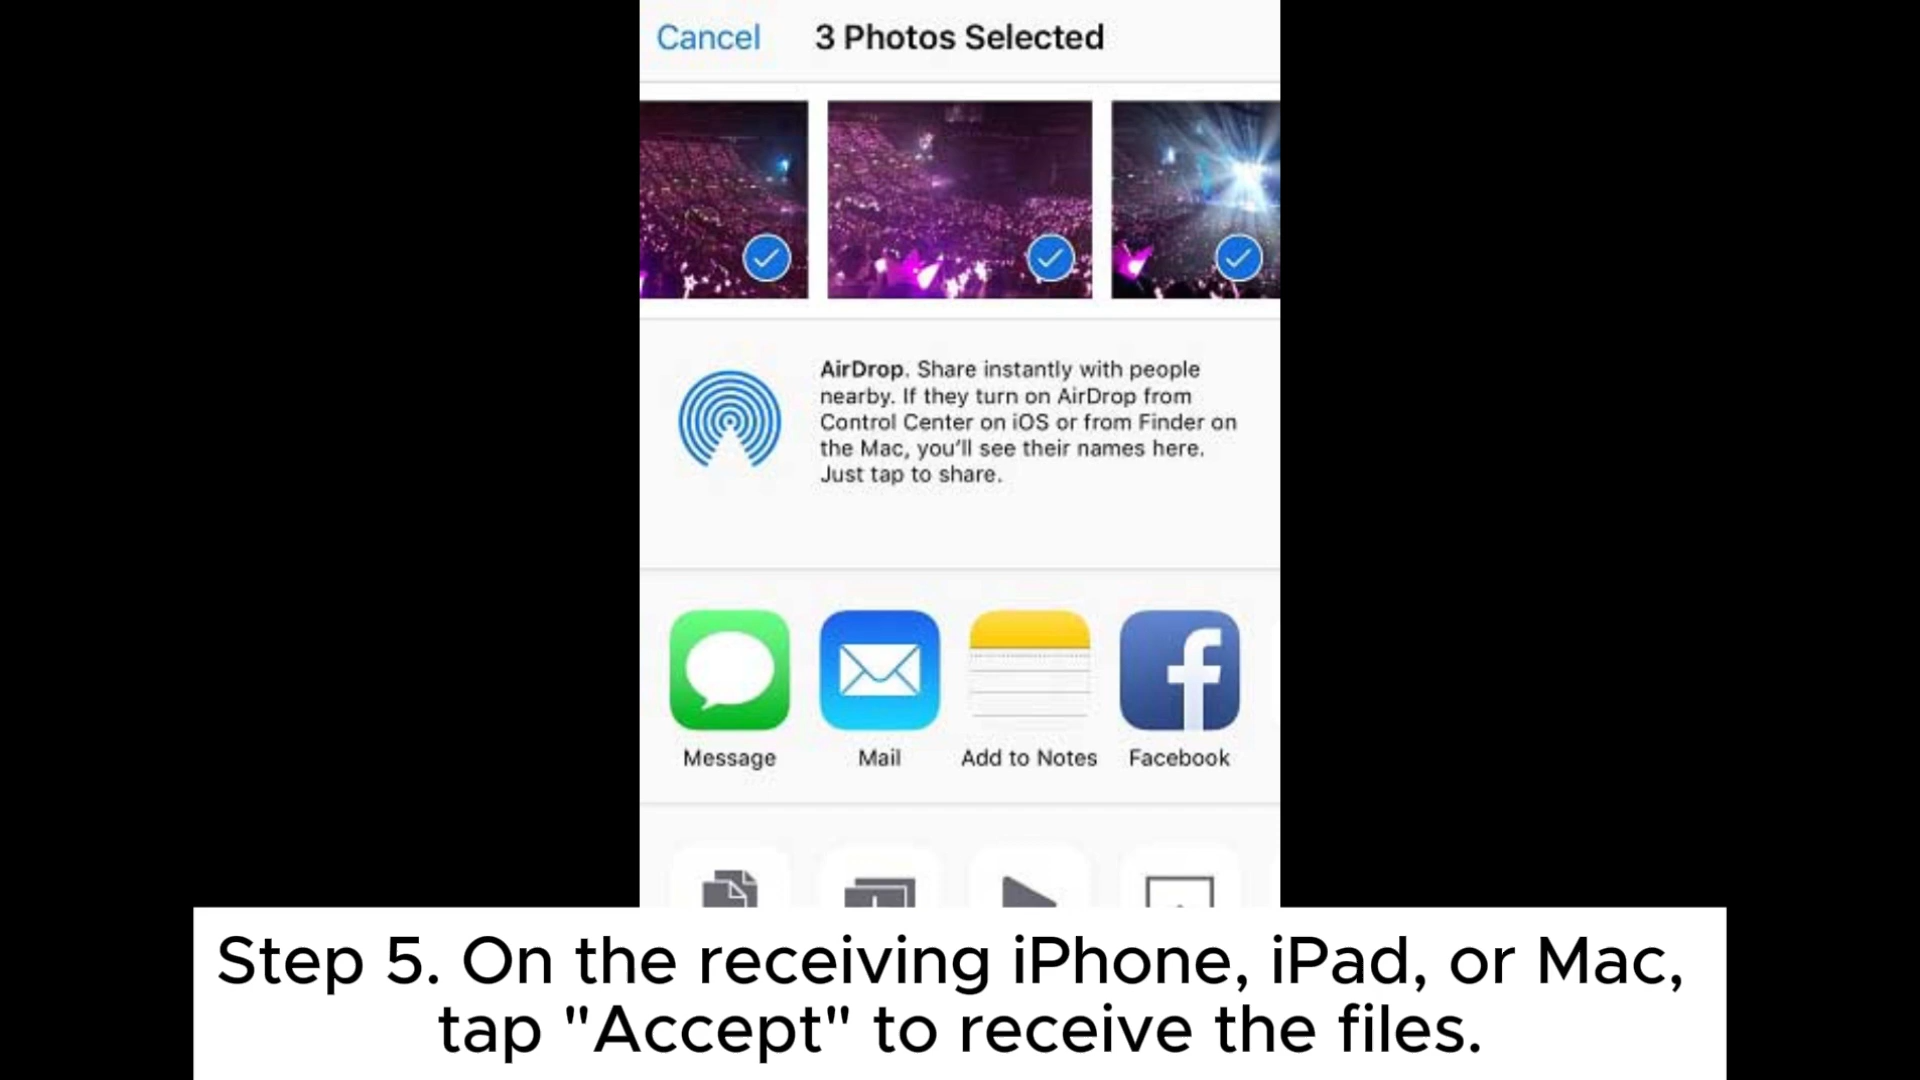 Cancel 3 Photos Selected
AirDrop. Share instantly with people
nearby. If they turn on AirDrop from
Control Center on iOS or from Finder on
the Mac, you'll see their names here.
Just tap to share.
Message Mail Add to Notes Facebook
Step 5. On the receiving iPhone, iPad, or Mac,
tap "Accept" to receive the files.